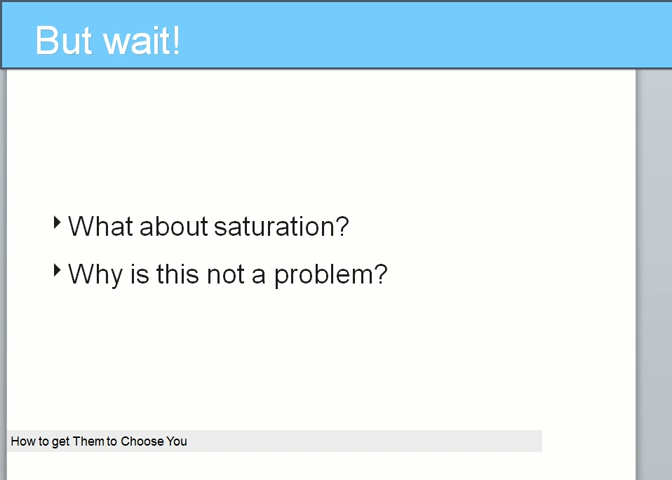 But wait!
What about saturation?
Why is this not a problem?
How to get Them to Choose You